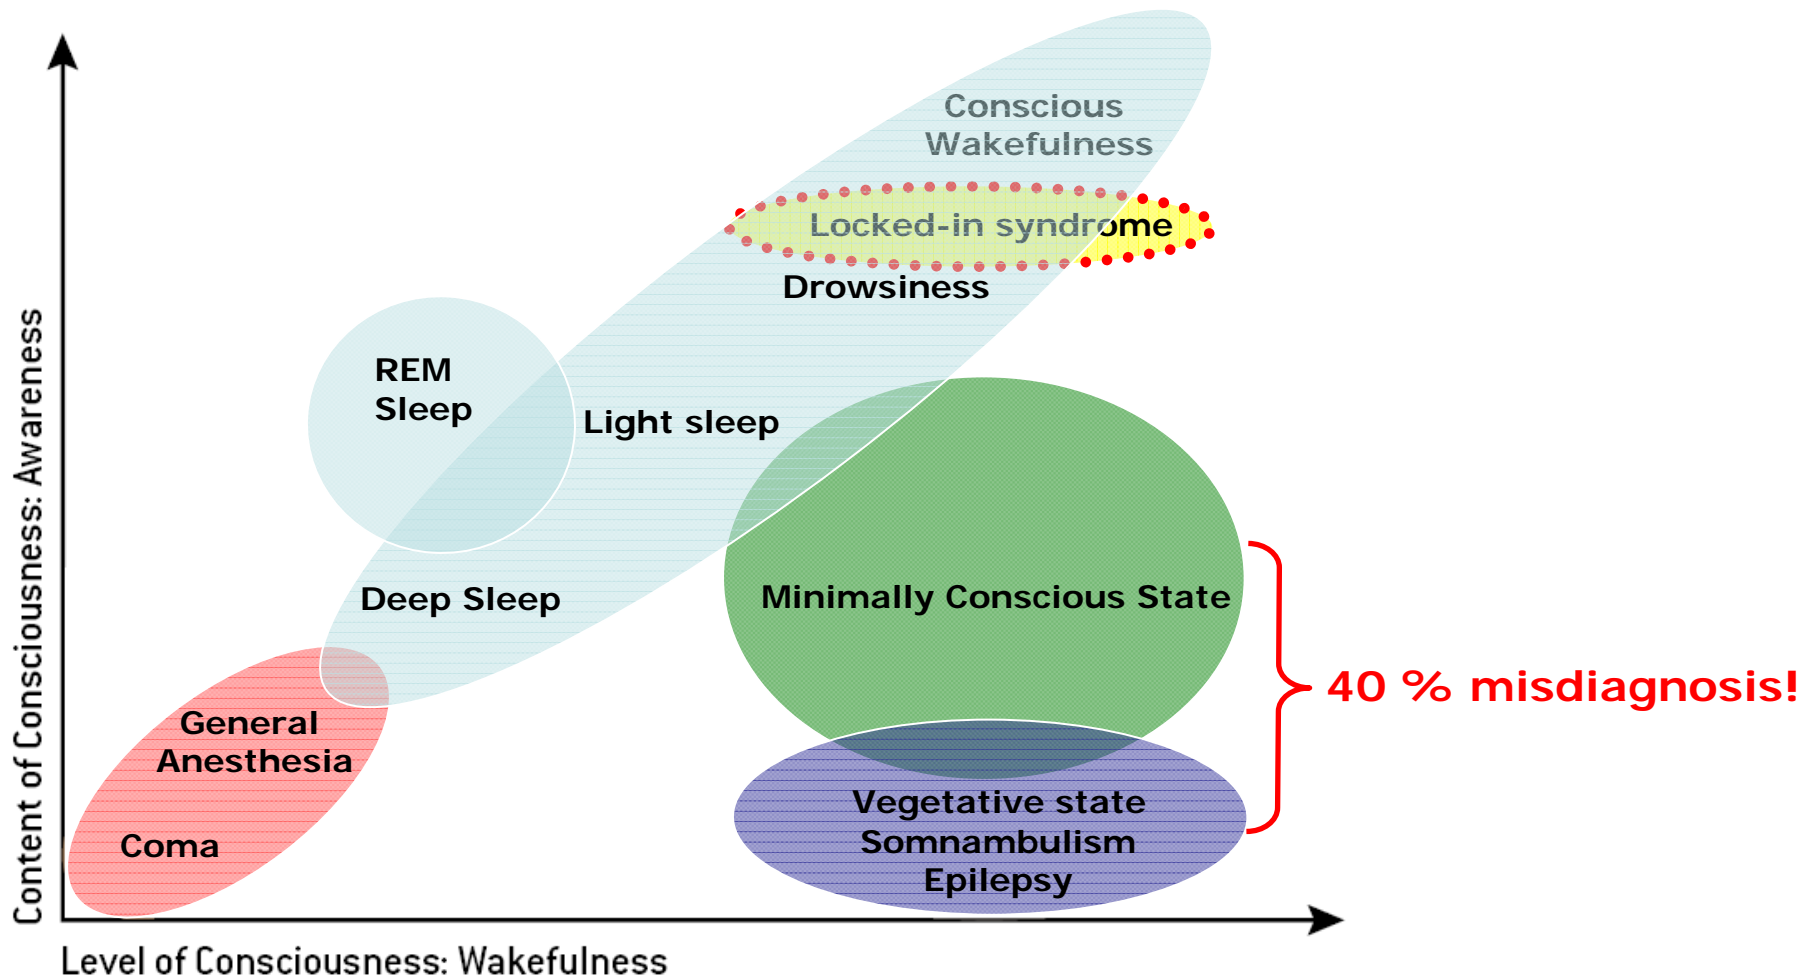 Conscious
Wakefulness
Locked-in syndrome
Drowsiness
REM
Sleep
Light sleep
Deep Sleep
Minimally Conscious State
40 % misdiagnosis!
General
Anesthesia
Coma
Vegetative state
Somnambulism
Epilepsy
Content of Consciousness: Awareness
Level of Consciousness: Wakefulness